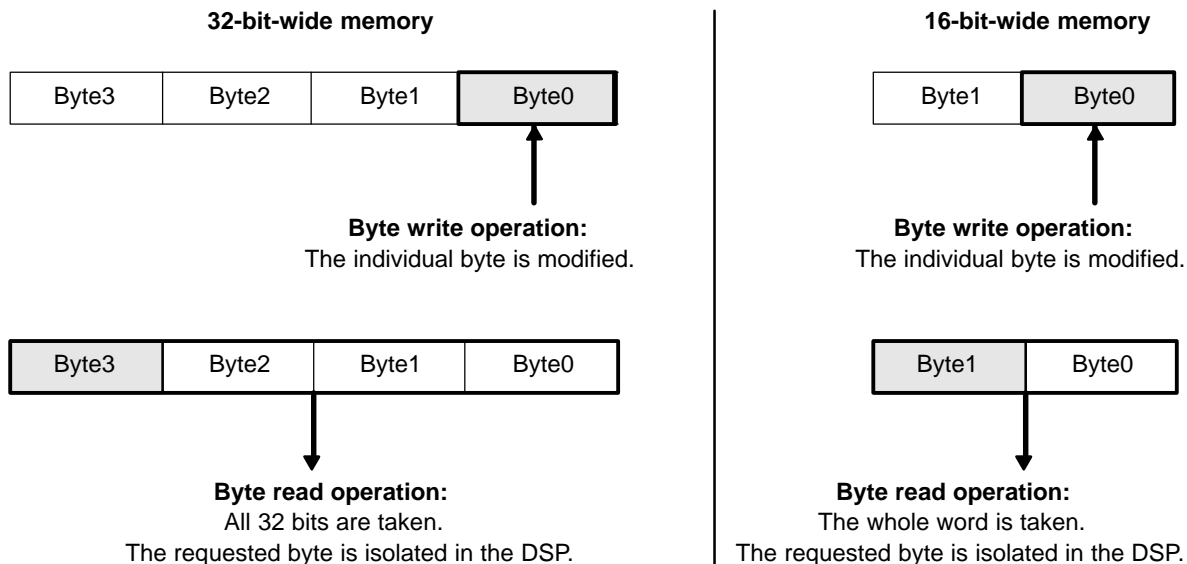 32-bit-wide memory
Byte3 Byte2 Byte1 Byte0
Byte write operation:
The individual byte is modified.
Byte3 Byte2 Byte1 Byte0
Byte read operation:
All 32 bits are taken.
The requested byte is isolated in the DSP.
16-bit-wide memory
Byte1 Byte0
Byte write operation:
The individual byte is modified.
Byte1 Byte0
Byte read operation:
The whole word is taken.
The requested byte is isolated in the DSP.